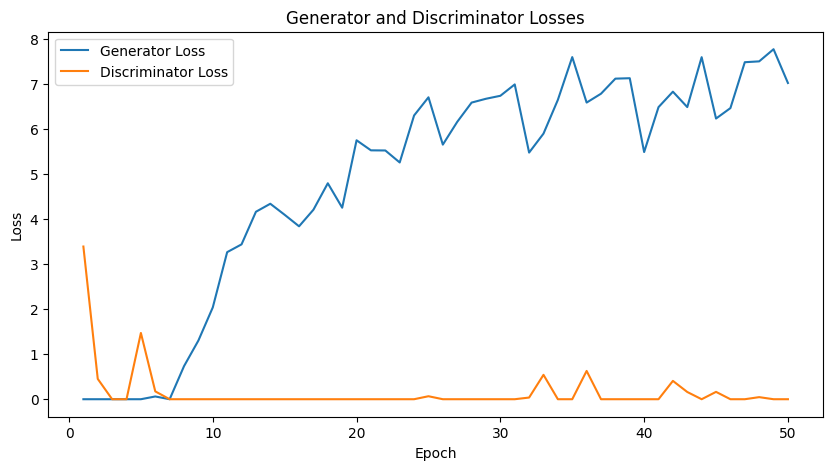 Generator and Discriminator Losses
Generator Loss
Discriminator Loss
8
7
6
5
4
3
2
1
0
Loss
0 10 20 30 40 50
Epoch